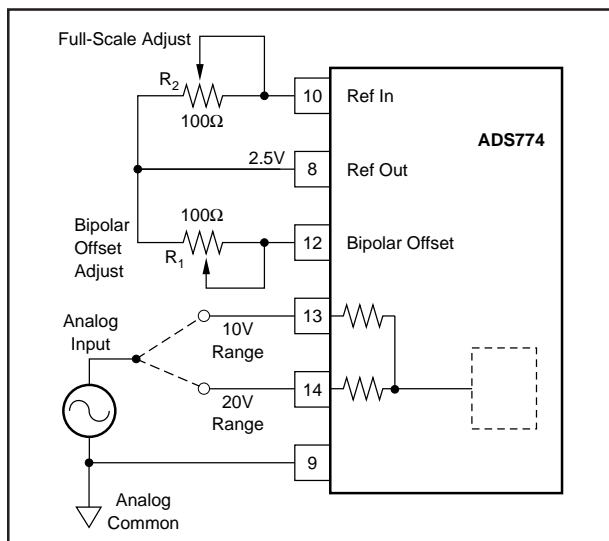 Full-Scale Adjust
R2
100Ω
10
Ref In
ADS774
2.5V
8
Ref Out
100Ω
Bipolar
Offset
Adjust
R1
12
Bipolar Offset
Analog
Input
13
10V
Range
14
20V
Range
9
Analog
Common